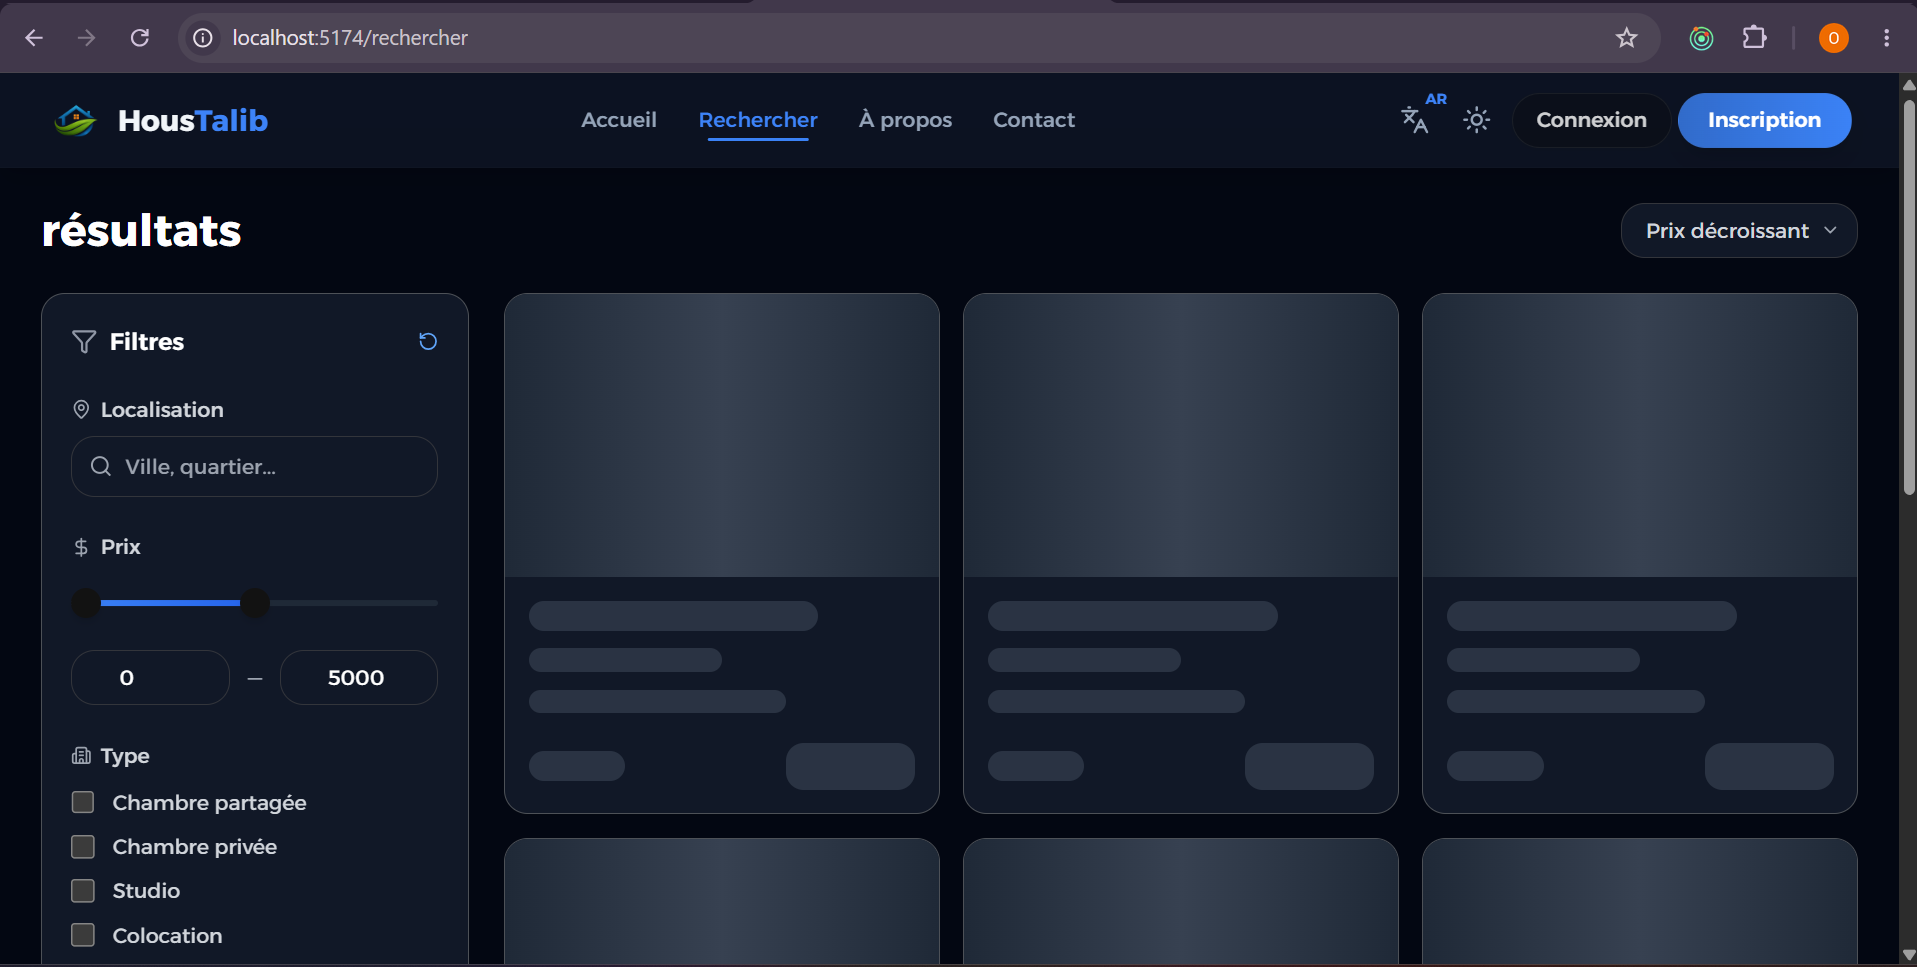 localhost:5174/rechercher
O
HousTalib
Accueil
Rechercher
À propos
Contact
AR
Connexion
Inscription
résultats
Prix décroissant
Filtres
Localisation
Ville, quartier...
Prix
0 — 5000
Type
Chambre partagée
Chambre privée
Studio
Colocation